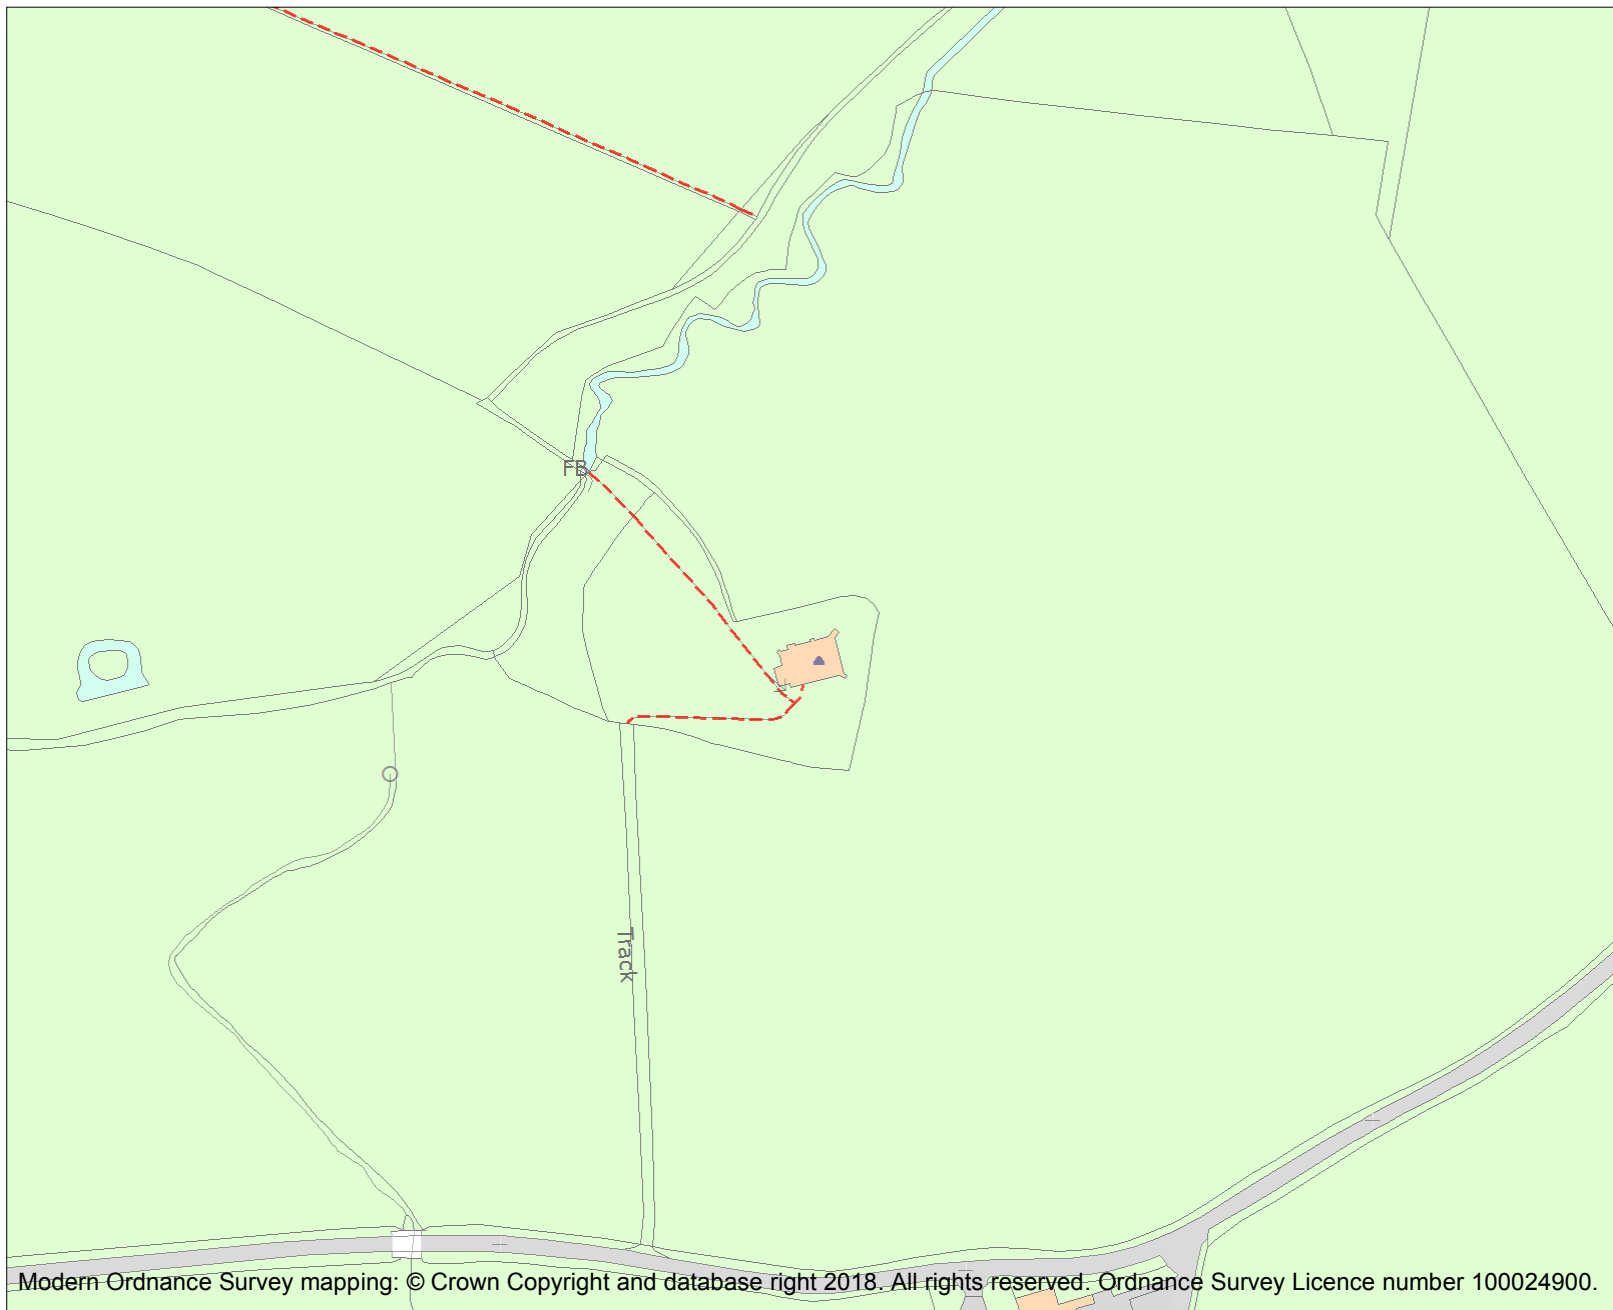 FB
Track
Modern Ordnance Survey mapping: © Crown Copyright and database right 2018. All rights reserved. Ordnance Survey Licence number 100024900.